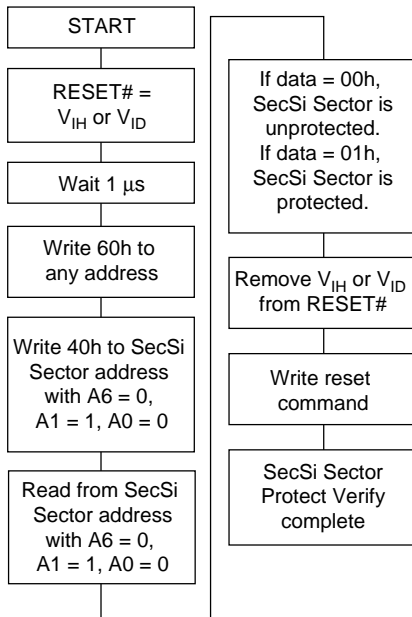 START
RESET# =
V_IH or V_ID
Wait 1 μs
Write 60h to
any address
Write 40h to SecSi
Sector address
with A6 = 0,
A1 = 1, A0 = 0
Read from SecSi
Sector address
with A6 = 0,
A1 = 1, A0 = 0
If data = 00h,
SecSi Sector is
unprotected.
If data = 01h,
SecSi Sector is
protected.
Remove V_IH or V_ID
from RESET#
Write reset
command
SecSi Sector
Protect Verify
complete